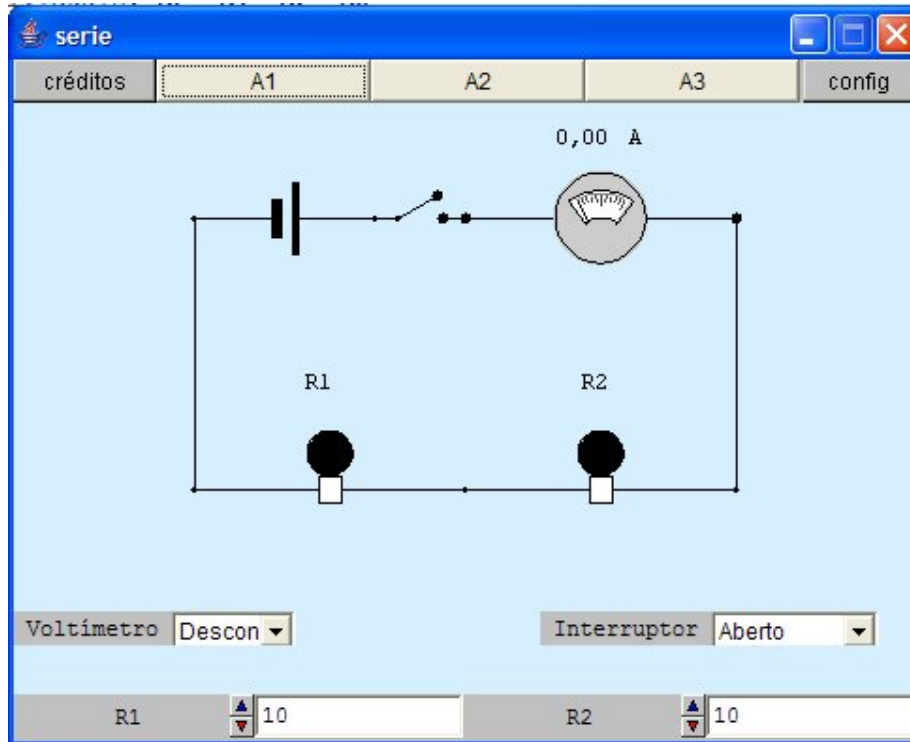 serie
créditos A1 A2 A3 config
0,00 A
R1 R2
Voltímetro Descon Interruptor Aberto
R1 10 R2 10